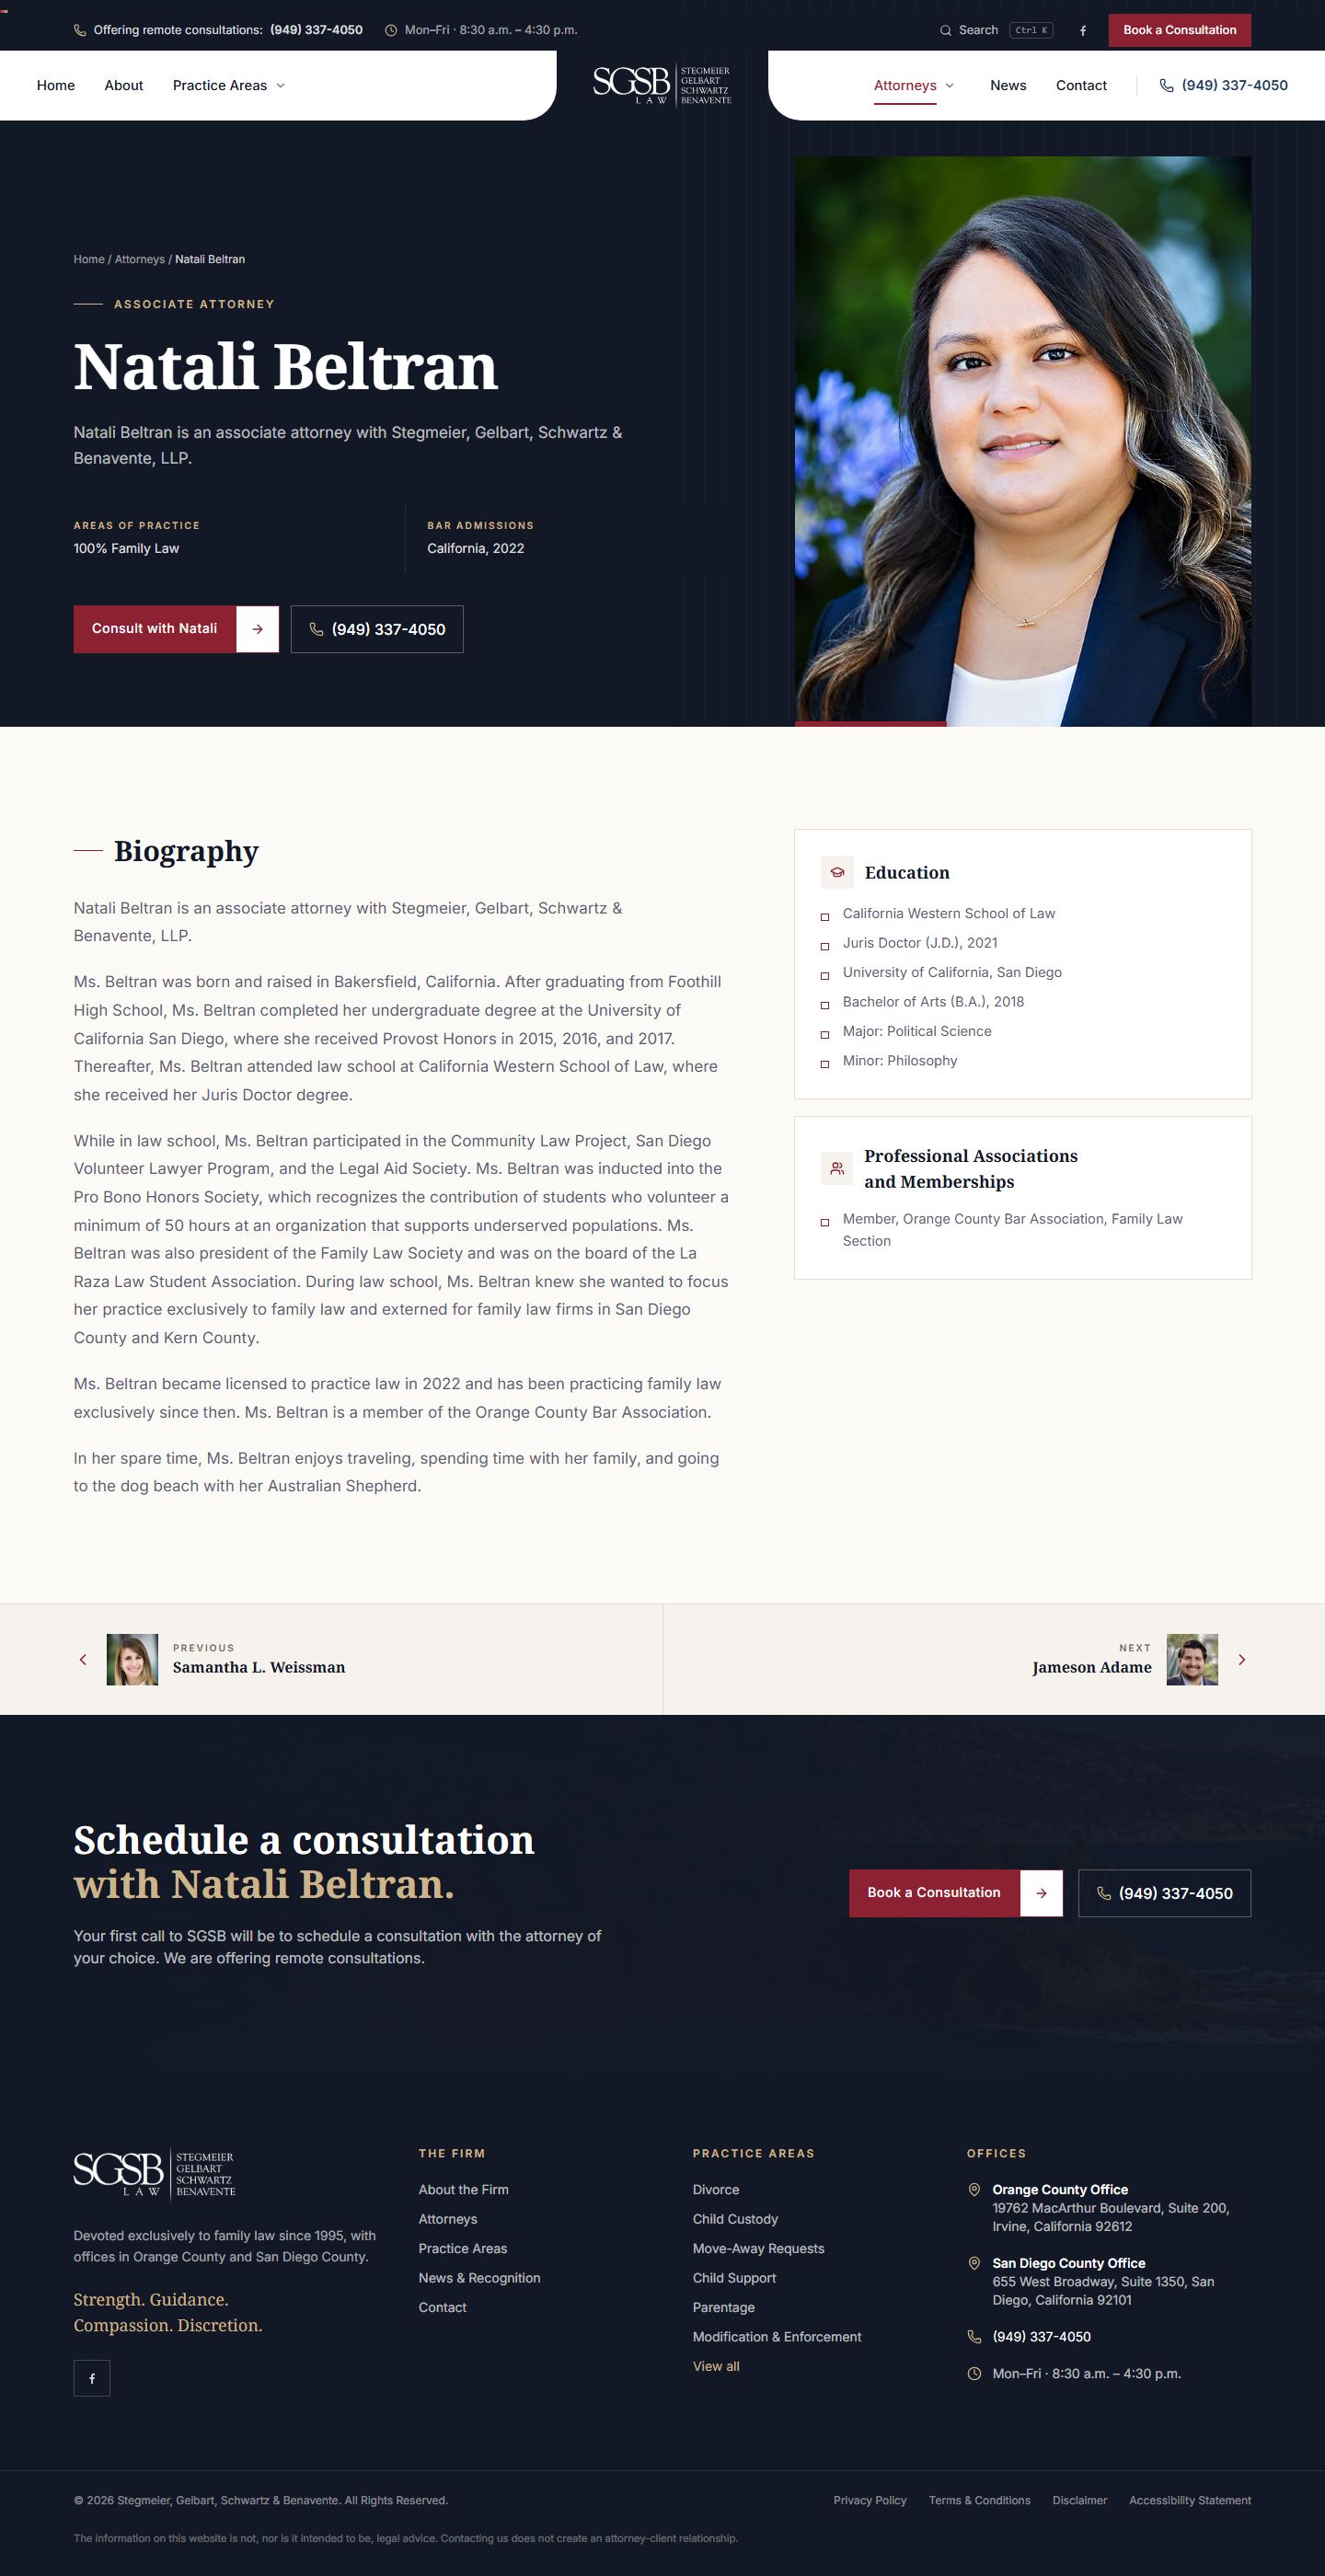 Offering remote consultations: (949) 337-4050
Mon–Fri · 8:30 a.m. – 4:30 p.m.
Search Ctrl K
Book a Consultation
Home About Practice Areas
SGSB LAW
STEGMEIER
GELBART
SCHWARTZ
BENAVENTE
Attorneys News Contact (949) 337-4050
Home / Attorneys / Natali Beltran
ASSOCIATE ATTORNEY
Natali Beltran
Natali Beltran is an associate attorney with Stegmeier, Gelbart, Schwartz &
Benavente, LLP.
AREAS OF PRACTICE
100% Family Law
BAR ADMISSIONS
California, 2022
Consult with Natali
(949) 337-4050
Biography
Natali Beltran is an associate attorney with Stegmeier, Gelbart, Schwartz &
Benavente, LLP.
Ms. Beltran was born and raised in Bakersfield, California. After graduating from Foothill
High School, Ms. Beltran completed her undergraduate degree at the University of
California San Diego, where she received Provost Honors in 2015, 2016, and 2017.
Thereafter, Ms. Beltran attended law school at California Western School of Law, where
she received her Juris Doctor degree.
While in law school, Ms. Beltran participated in the Community Law Project, San Diego
Volunteer Lawyer Program, and the Legal Aid Society. Ms. Beltran was inducted into the
Pro Bono Honors Society, which recognizes the contribution of students who volunteer a
minimum of 50 hours at an organization that supports underserved populations. Ms.
Beltran was also president of the Family Law Society and was on the board of the La
Raza Law Student Association. During law school, Ms. Beltran knew she wanted to focus
her practice exclusively to family law and externed for family law firms in San Diego
County and Kern County.
Ms. Beltran became licensed to practice law in 2022 and has been practicing family law
exclusively since then. Ms. Beltran is a member of the Orange County Bar Association.
In her spare time, Ms. Beltran enjoys traveling, spending time with her family, and going
to the dog beach with her Australian Shepherd.
Education
California Western School of Law
Juris Doctor (J.D.), 2021
University of California, San Diego
Bachelor of Arts (B.A.), 2018
Major: Political Science
Minor: Philosophy
Professional Associations
and Memberships
Member, Orange County Bar Association, Family Law
Section
PREVIOUS
Samantha L. Weissman
NEXT
Jameson Adame
Schedule a consultation
with Natali Beltran.
Your first call to SGSB will be to schedule a consultation with the attorney of
your choice. We are offering remote consultations.
Book a Consultation
(949) 337-4050
SGSB LAW
STEGMEIER
GELBART
SCHWARTZ
BENAVENTE
Devoted exclusively to family law since 1995, with
offices in Orange County and San Diego County.
Strength. Guidance.
Compassion. Discretion.
THE FIRM
About the Firm
Attorneys
Practice Areas
News & Recognition
Contact
PRACTICE AREAS
Divorce
Child Custody
Move-Away Requests
Child Support
Parentage
Modification & Enforcement
View all
OFFICES
Orange County Office
19762 MacArthur Boulevard, Suite 200,
Irvine, California 92612
San Diego County Office
655 West Broadway, Suite 1350, San
Diego, California 92101
(949) 337-4050
Mon–Fri · 8:30 a.m. – 4:30 p.m.
© 2026 Stegmeier, Gelbart, Schwartz & Benavente. All Rights Reserved.
Privacy Policy Terms & Conditions Disclaimer Accessibility Statement
The information on this website is not, nor is it intended to be, legal advice. Contacting us does not create an attorney-client relationship.